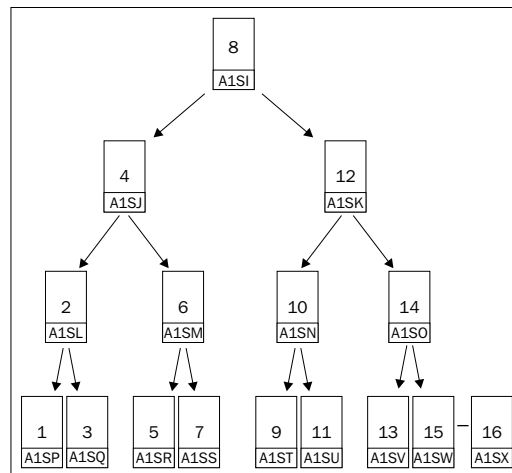 8
A1SI
4
A1SJ
12
A1SK
2
A1SL
6
A1SM
10
A1SN
14
A1SO
1
A1SP
3
A1SQ
5
A1SR
7
A1SS
9
A1ST
11
A1SU
13
A1SV
15
A1SW
16
A1SX